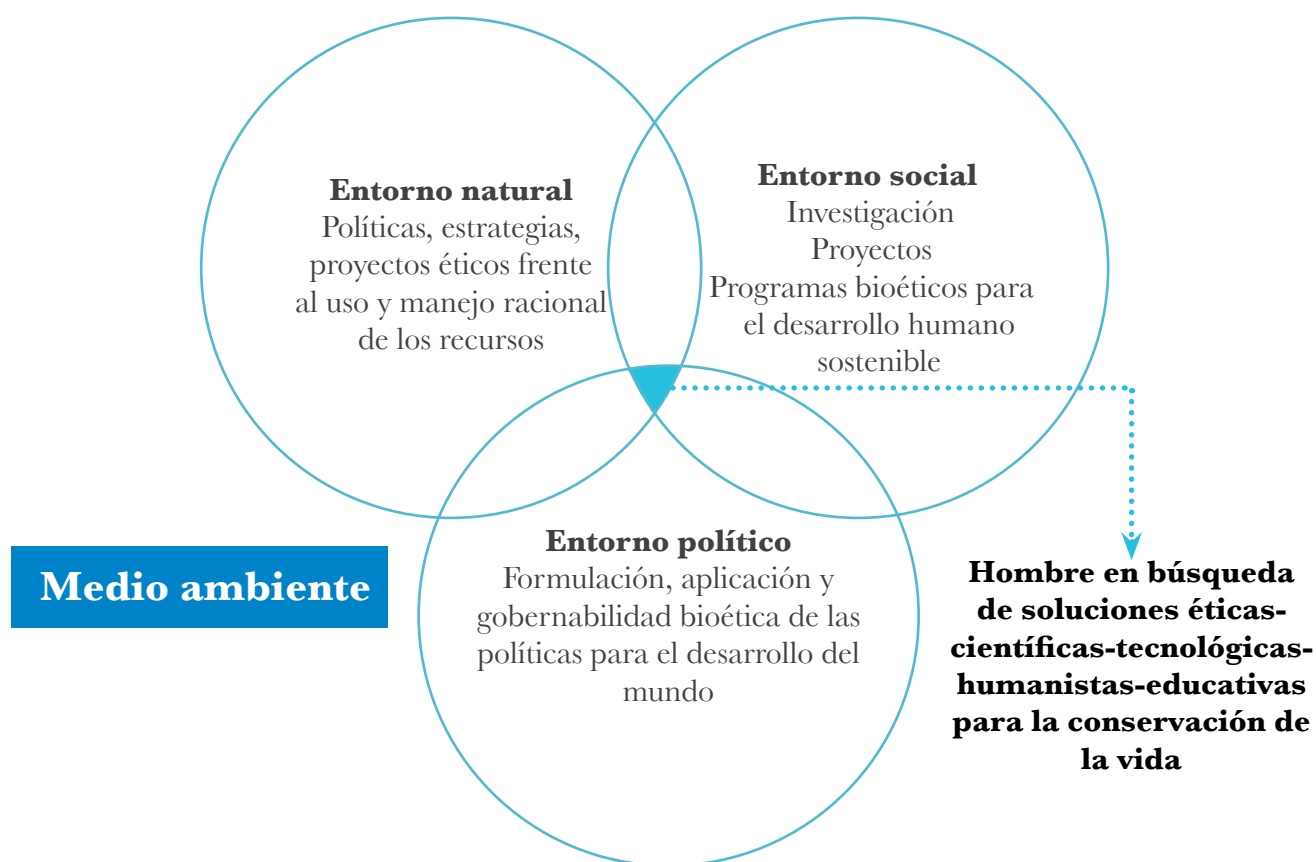 Entorno natural
Políticas, estrategias,
proyectos éticos frente
al uso y manejo racional
de los recursos
Entorno social
Investigación
Proyectos
Programas bioéticos para
el desarrollo humano
sostenible
Entorno político
Formulación, aplicación y
gobernabilidad bioética de las
políticas para el desarrollo del
mundo
Medio ambiente
Hombre en búsqueda
de soluciones éticas-
científicas-tecnológicas-
humanistas-educativas
para la conservación de
la vida